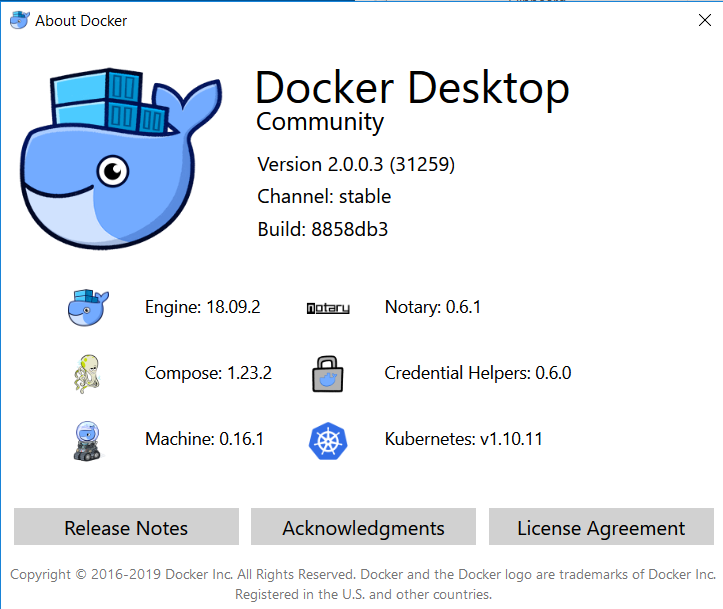 About Docker
Docker Desktop
Community
Version 2.0.0.3 (31259)
Channel: stable
Build: 8858db3
Engine: 18.09.2
notary
Notary: 0.6.1
Compose: 1.23.2
Credential Helpers: 0.6.0
Machine: 0.16.1
Kubernetes: v1.10.11
Release Notes
Acknowledgments
License Agreement
Copyright © 2016-2019 Docker Inc. All Rights Reserved. Docker and the Docker logo are trademarks of Docker Inc.
Registered in the U.S. and other countries.